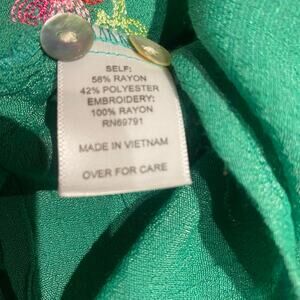 SELF:
58% RAYON
42% POLYESTER
EMBROIDERY:
100% RAYON
RN69791
MADE IN VIETNAM
OVER FOR CARE